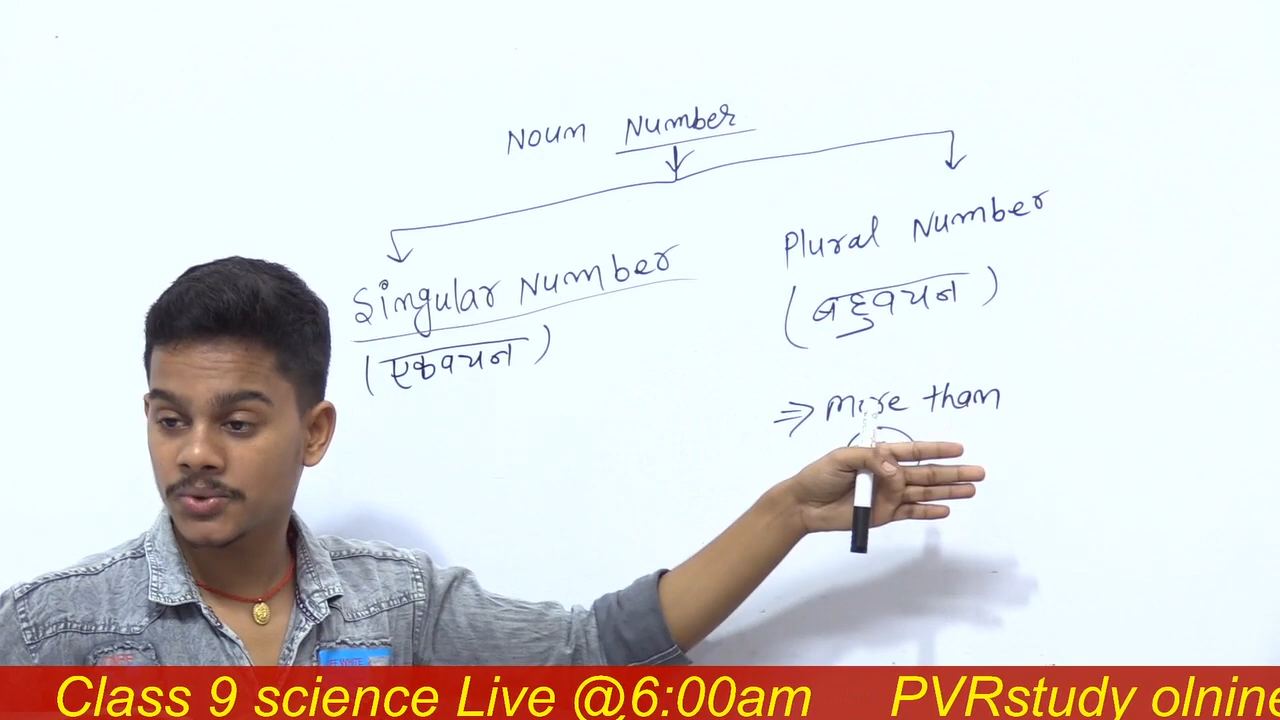 Noun Number
Singular Number
(एकवचन)
Plural Number
(बहुवचन)
⇒ more than
Class 9 science Live @6:00am PVRstudy olnine